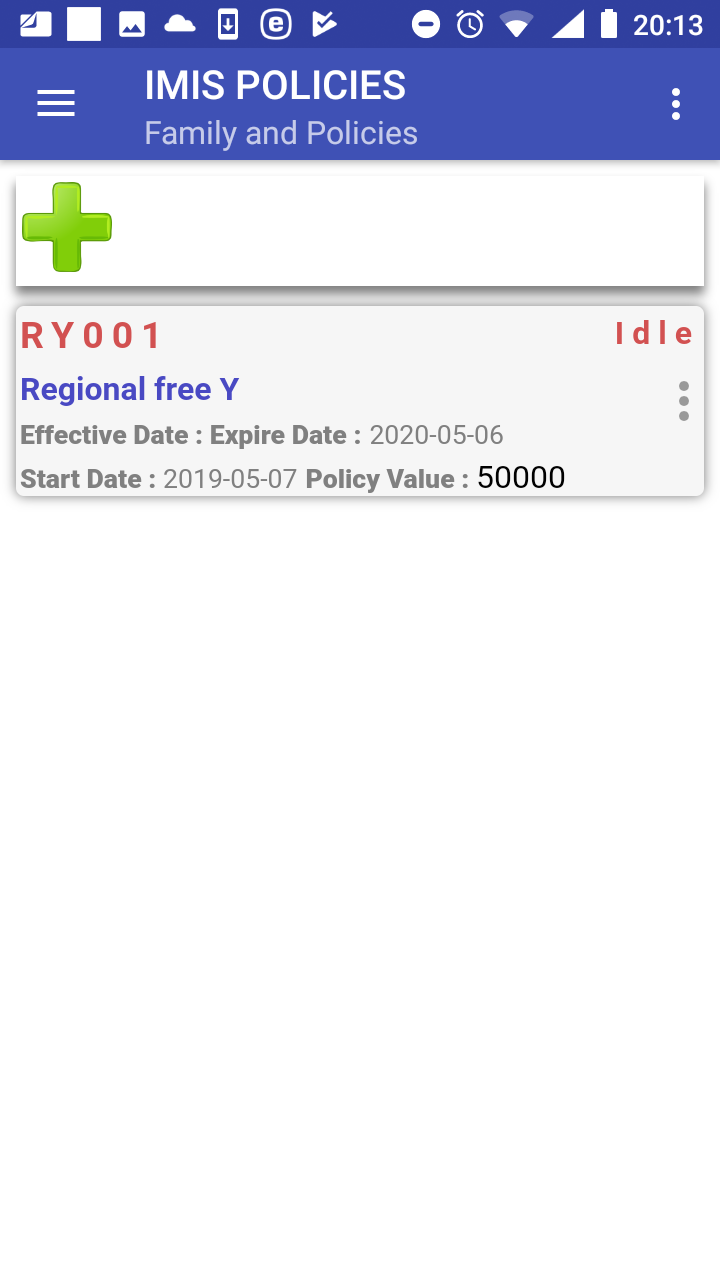 20:13
IMIS POLICIES
Family and Policies
RY001 Idle
Regional free Y
Effective Date : Expire Date : 2020-05-06
Start Date : 2019-05-07 Policy Value : 50000